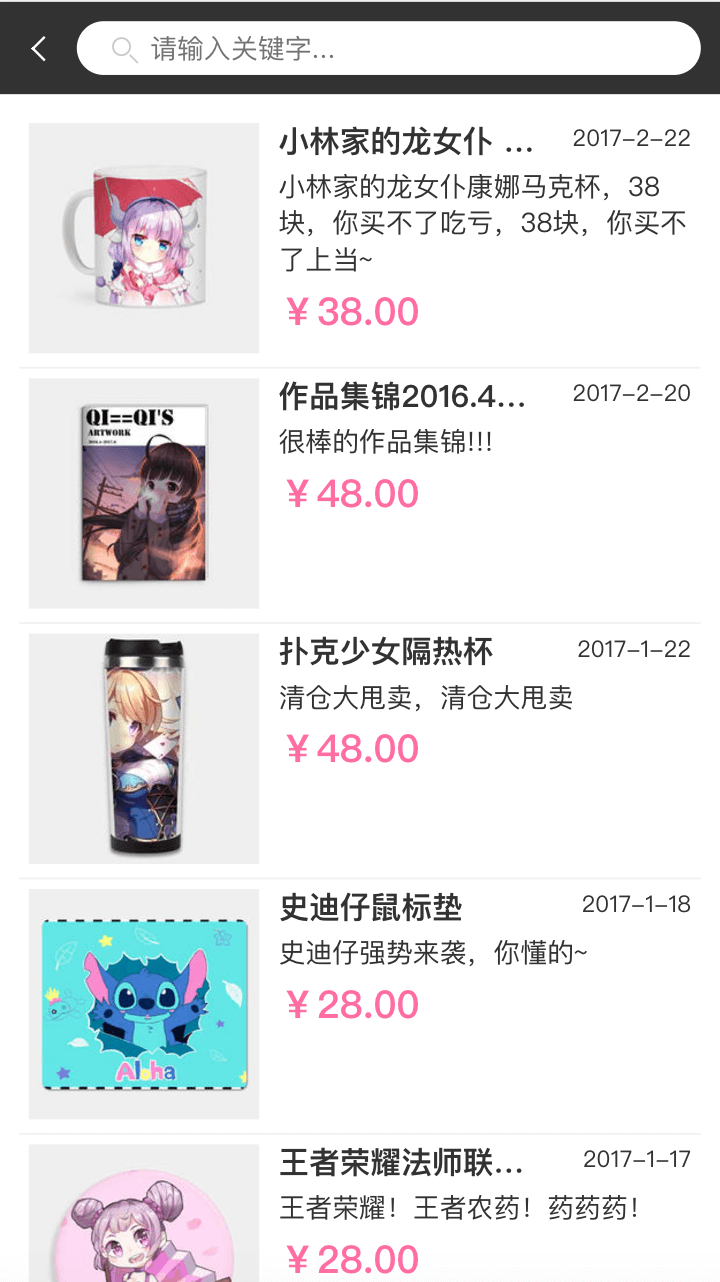 请输入关键字...
小林家的龙女仆 ...
2017-2-22
小林家的龙女仆康娜马克杯，38
块，你买不了吃亏，38块，你买不
了上当~
￥38.00
QI==QI'S
ARTWORK
作品集锦2016.4...
2017-2-20
很棒的作品集锦!!!
￥48.00
扑克少女隔热杯
2017-1-22
清仓大甩卖，清仓大甩卖
￥48.00
Aloha
史迪仔鼠标垫
2017-1-18
史迪仔强势来袭，你懂的~
￥28.00
王者荣耀法师联...
2017-1-17
王者荣耀！王者农药！药药药！
￥28.00